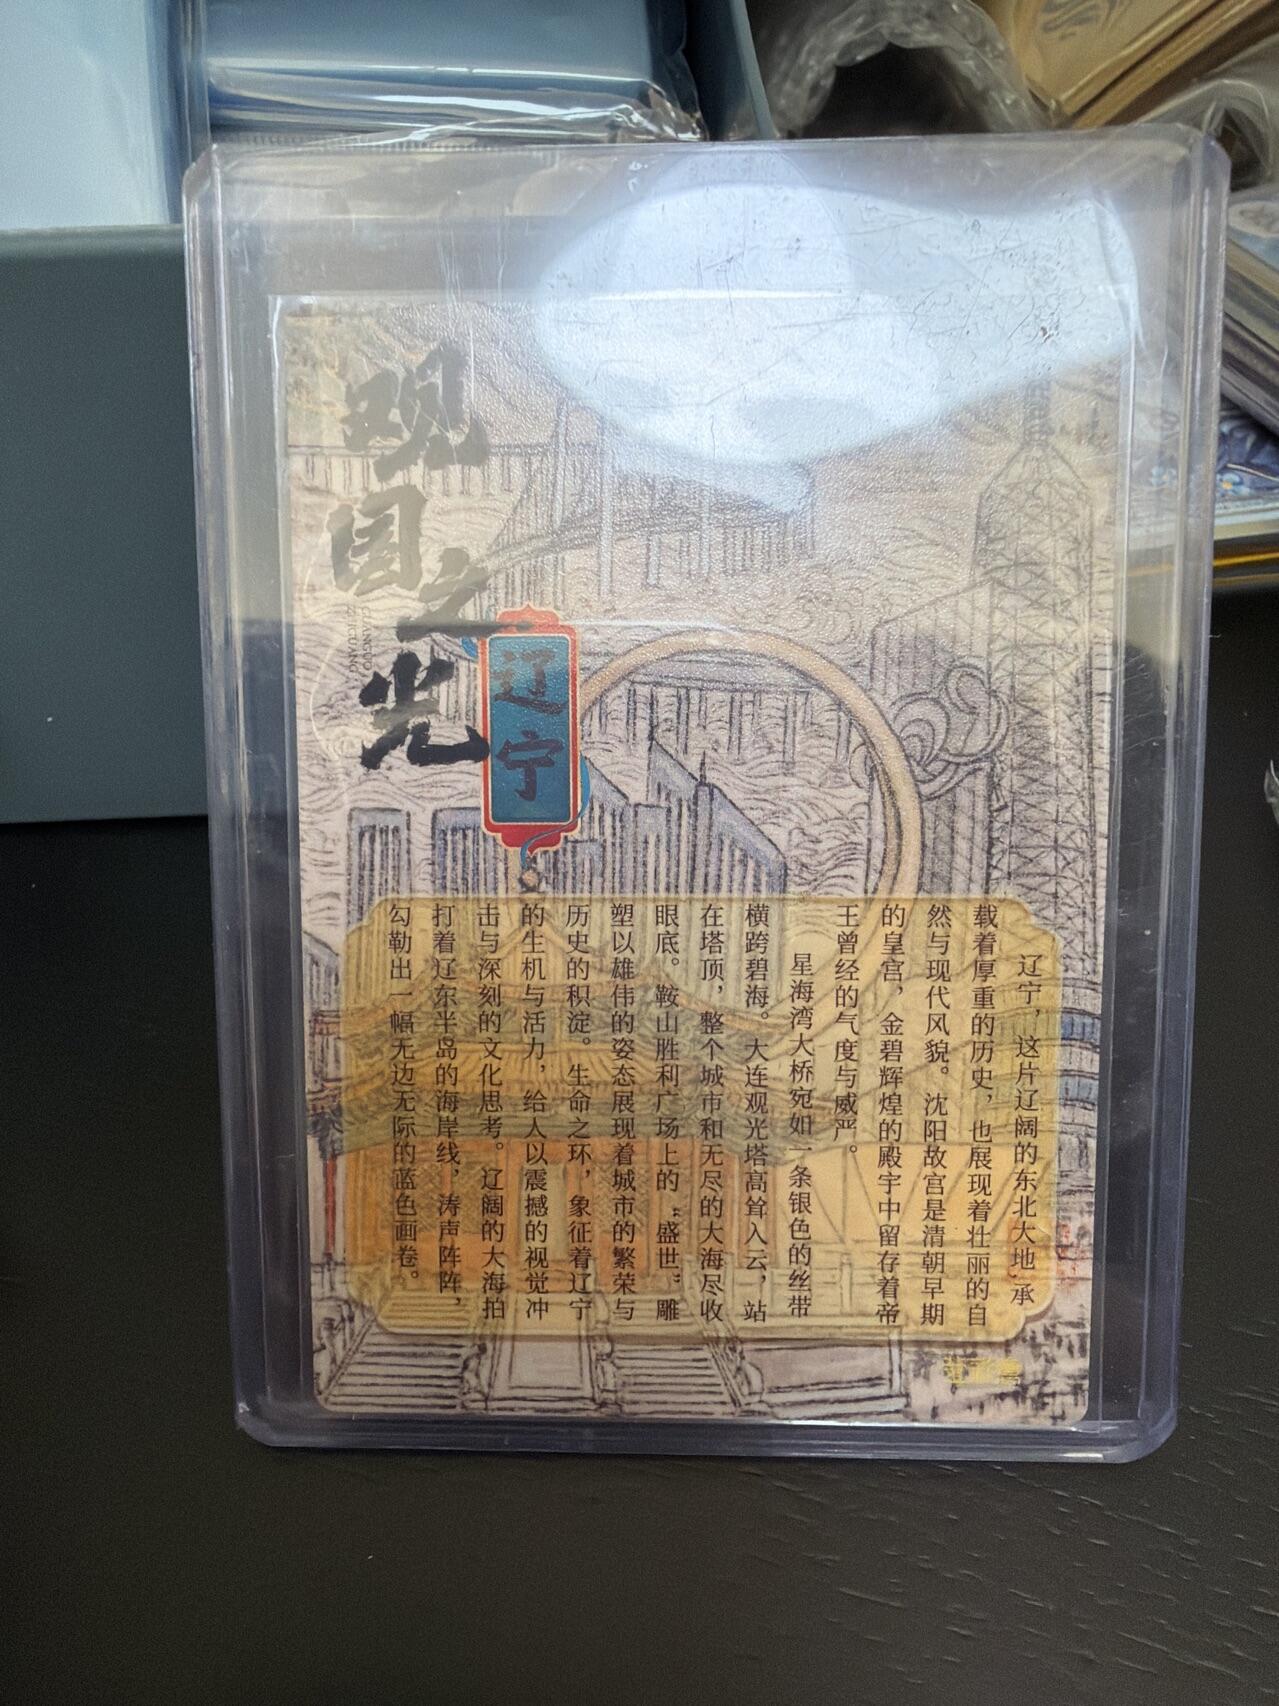 观国之光
GUANGUO
ZHIGUANG
辽宁
辽宁，这片辽阔的东北大地，承
载着厚重的历史，也展现着壮丽的自
然与现代风貌。沈阳故宫是清朝早期
的皇宫，金碧辉煌的殿宇中留存着帝
王曾经的气度与威严。
星海湾大桥宛如一条银色的丝带
横跨碧海。大连观光塔高耸入云，站
在塔顶，整个城市和无尽的大海尽收
眼底。鞍山胜利广场上的“盛世”雕
塑以雄伟的姿态展现着城市的繁荣与
历史的积淀。生命之环，象征着辽宁
的生机与活力，给人以震撼的视觉冲
击与深刻的文化思考。辽阔的大海拍
打着辽东半岛的海岸线，涛声阵阵，
勾勒出一幅无边无际的蓝色画卷。